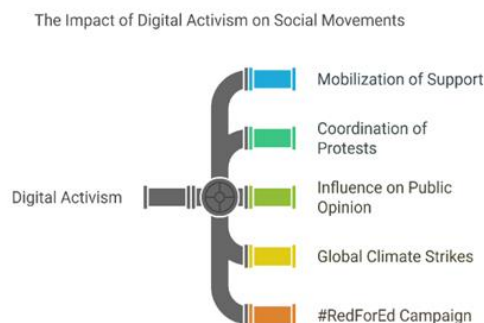 The Impact of Digital Activism on Social Movements
Mobilization of Support
Coordination of
Protests
Digital Activism
Influence on Public
Opinion
Global Climate Strikes
#RedForEd Campaign